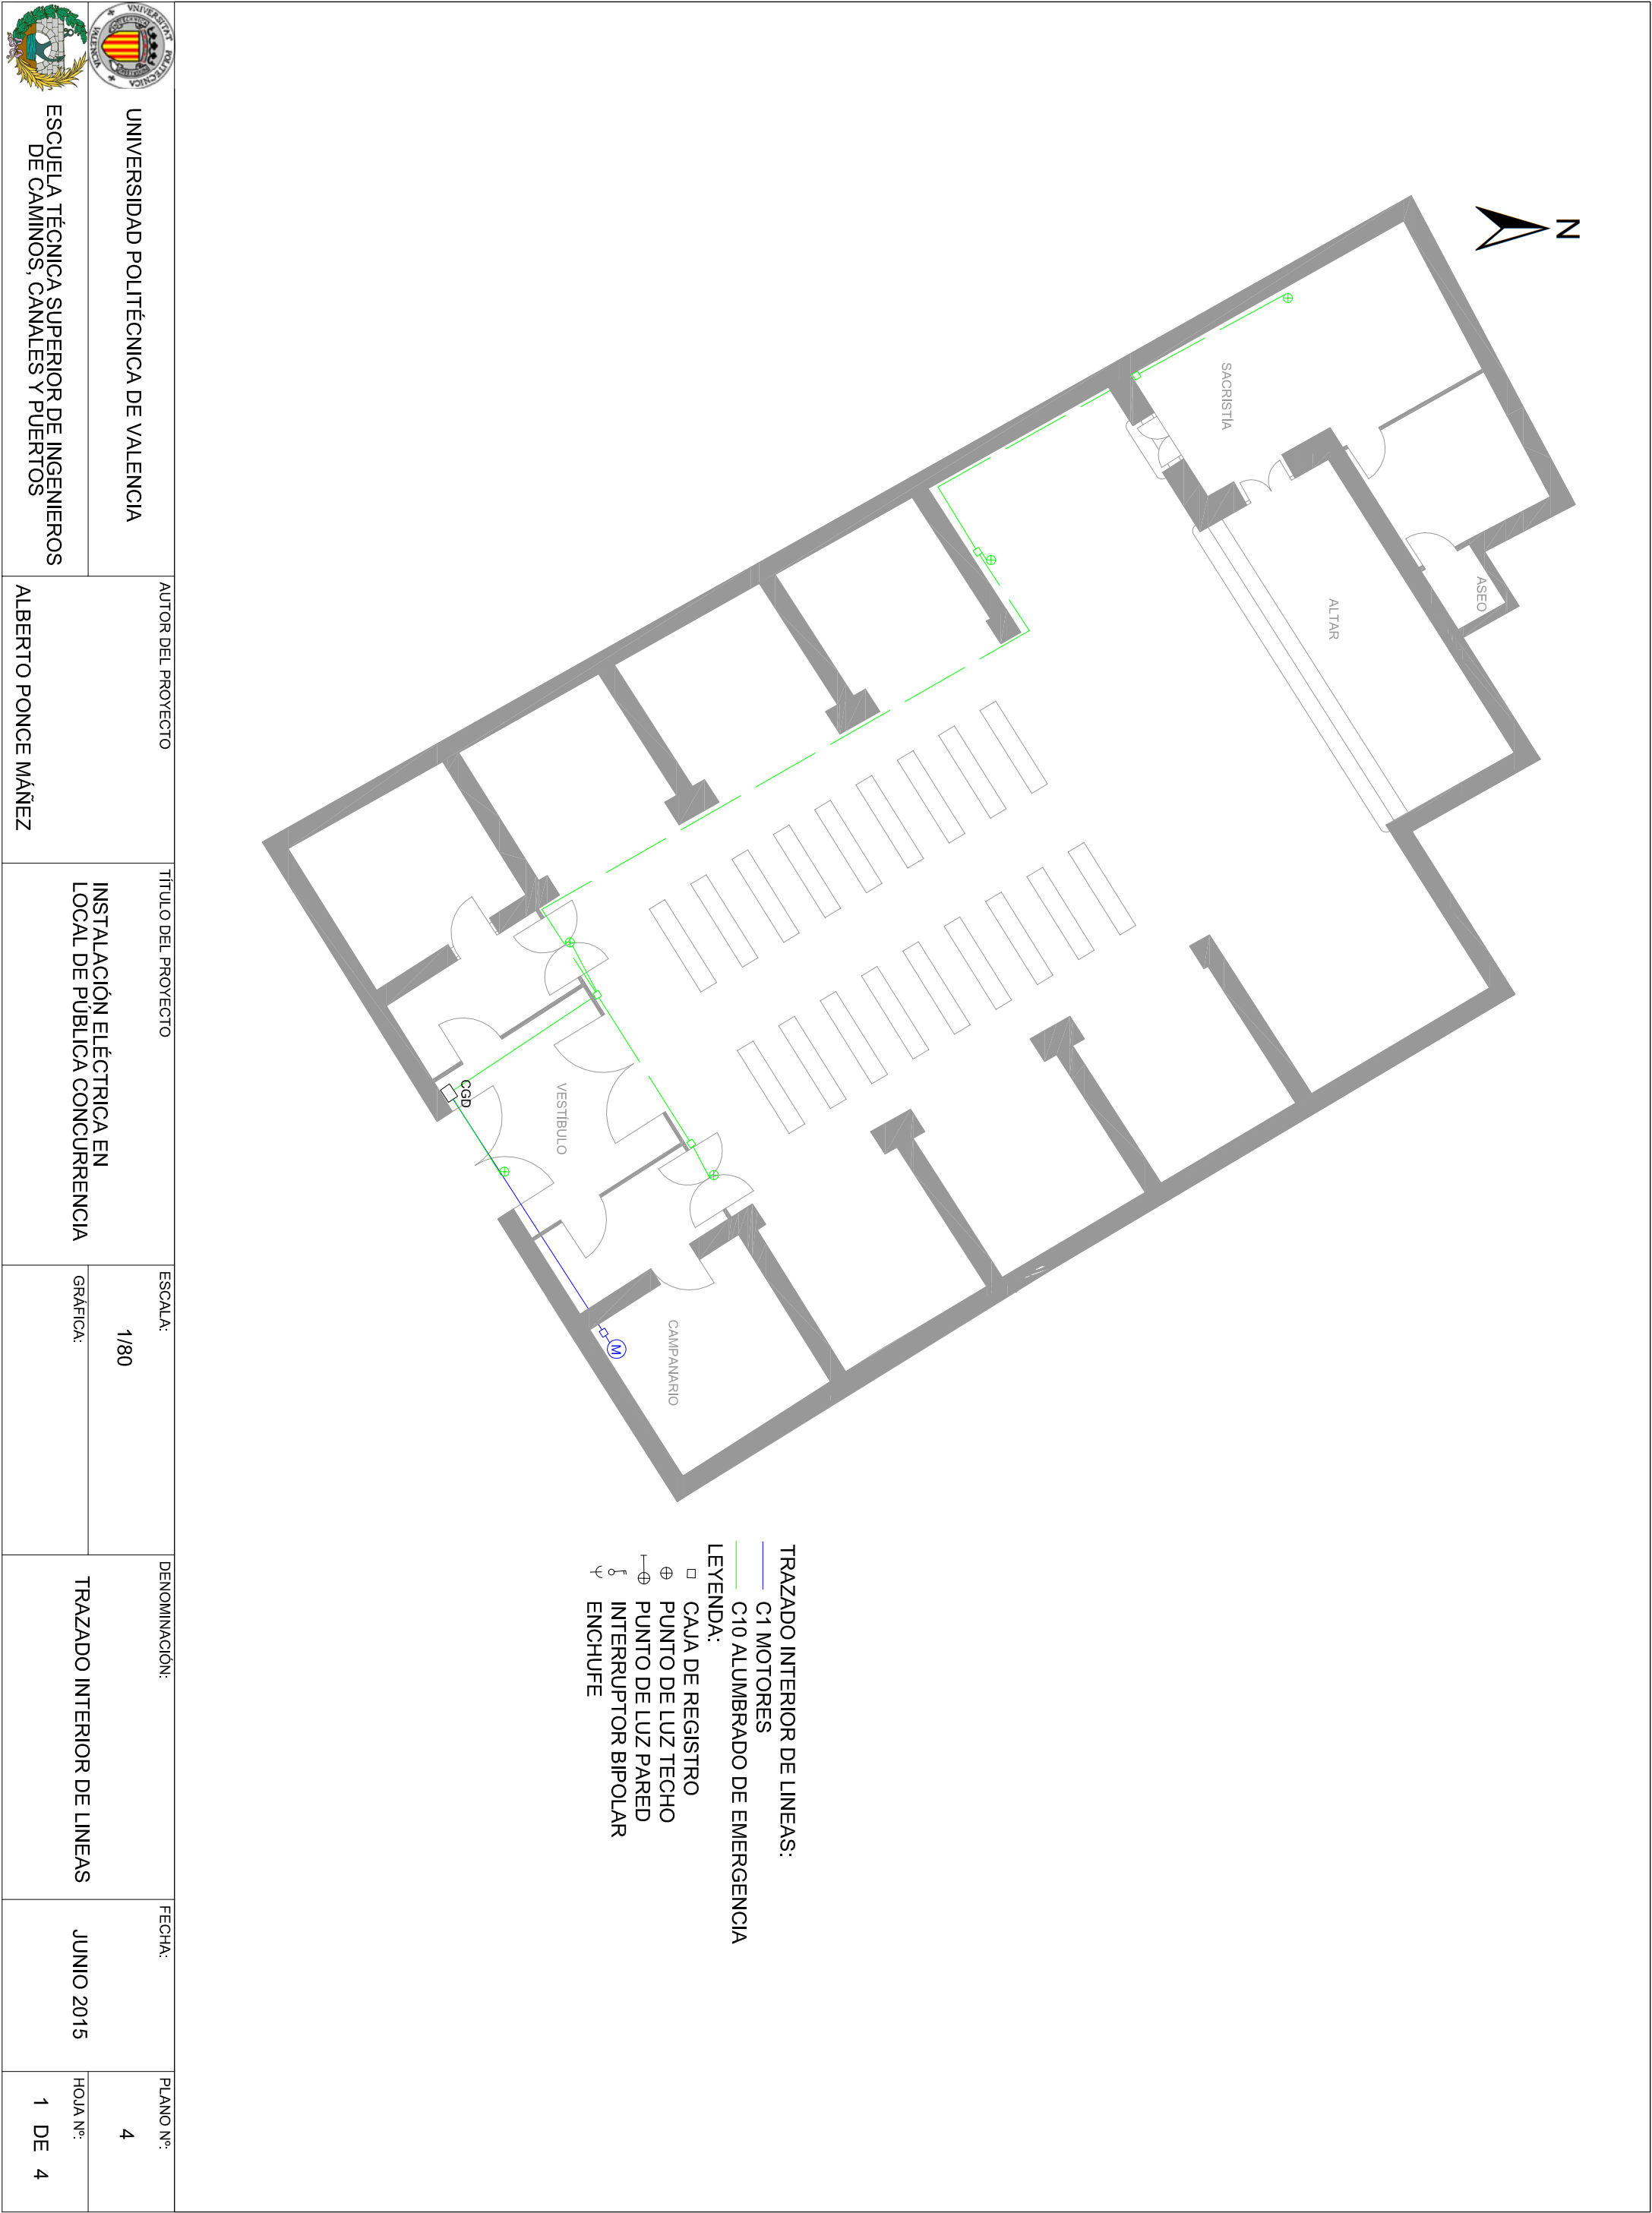 N
SACRISTÍA
ASEO
ALTAR
VESTÍBULO
CGD
CAMPANARIO
M
TRAZADO INTERIOR DE LINEAS:
C1 MOTORES
C10 ALUMBRADO DE EMERGENCIA
LEYENDA:
CAJA DE REGISTRO
PUNTO DE LUZ TECHO
PUNTO DE LUZ PARED
INTERRUPTOR BIPOLAR
ENCHUFE
UNIVERSITAT POLITECNICA
VALENCIA
UNIVERSIDAD POLITÉCNICA DE VALENCIA
ESCUELA TÉCNICA SUPERIOR DE INGENIEROS
DE CAMINOS, CANALES Y PUERTOS
AUTOR DEL PROYECTO
ALBERTO PONCE MÁÑEZ
TÍTULO DEL PROYECTO
INSTALACIÓN ELÉCTRICA EN
LOCAL DE PÚBLICA CONCURRENCIA
ESCALA:
1/80
GRÁFICA:
DENOMINACIÓN:
TRAZADO INTERIOR DE LINEAS
FECHA:
JUNIO 2015
PLANO Nº:
4
HOJA Nº:
1 DE 4